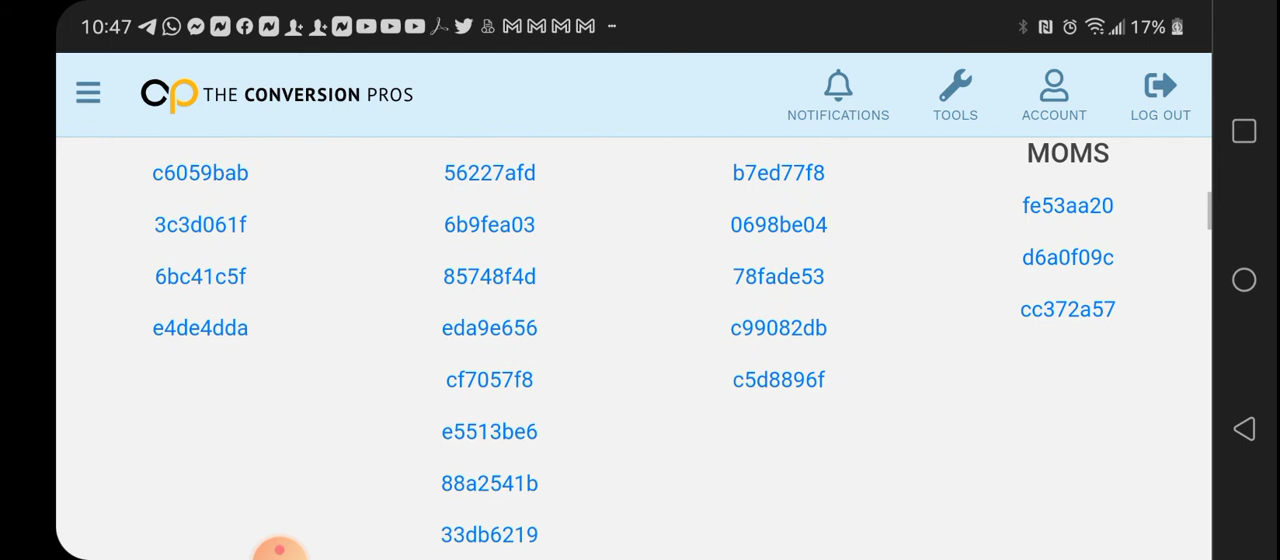 10:47
17%
THE CONVERSION PROS
NOTIFICATIONS
TOOLS
ACCOUNT
LOG OUT
c6059bab
3c3d061f
6bc41c5f
e4de4dda
56227afd
6b9fea03
85748f4d
eda9e656
cf7057f8
e5513be6
88a2541b
33db6219
b7ed77f8
0698be04
78fade53
c99082db
c5d8896f
MOMS
fe53aa20
d6a0f09c
cc372a57